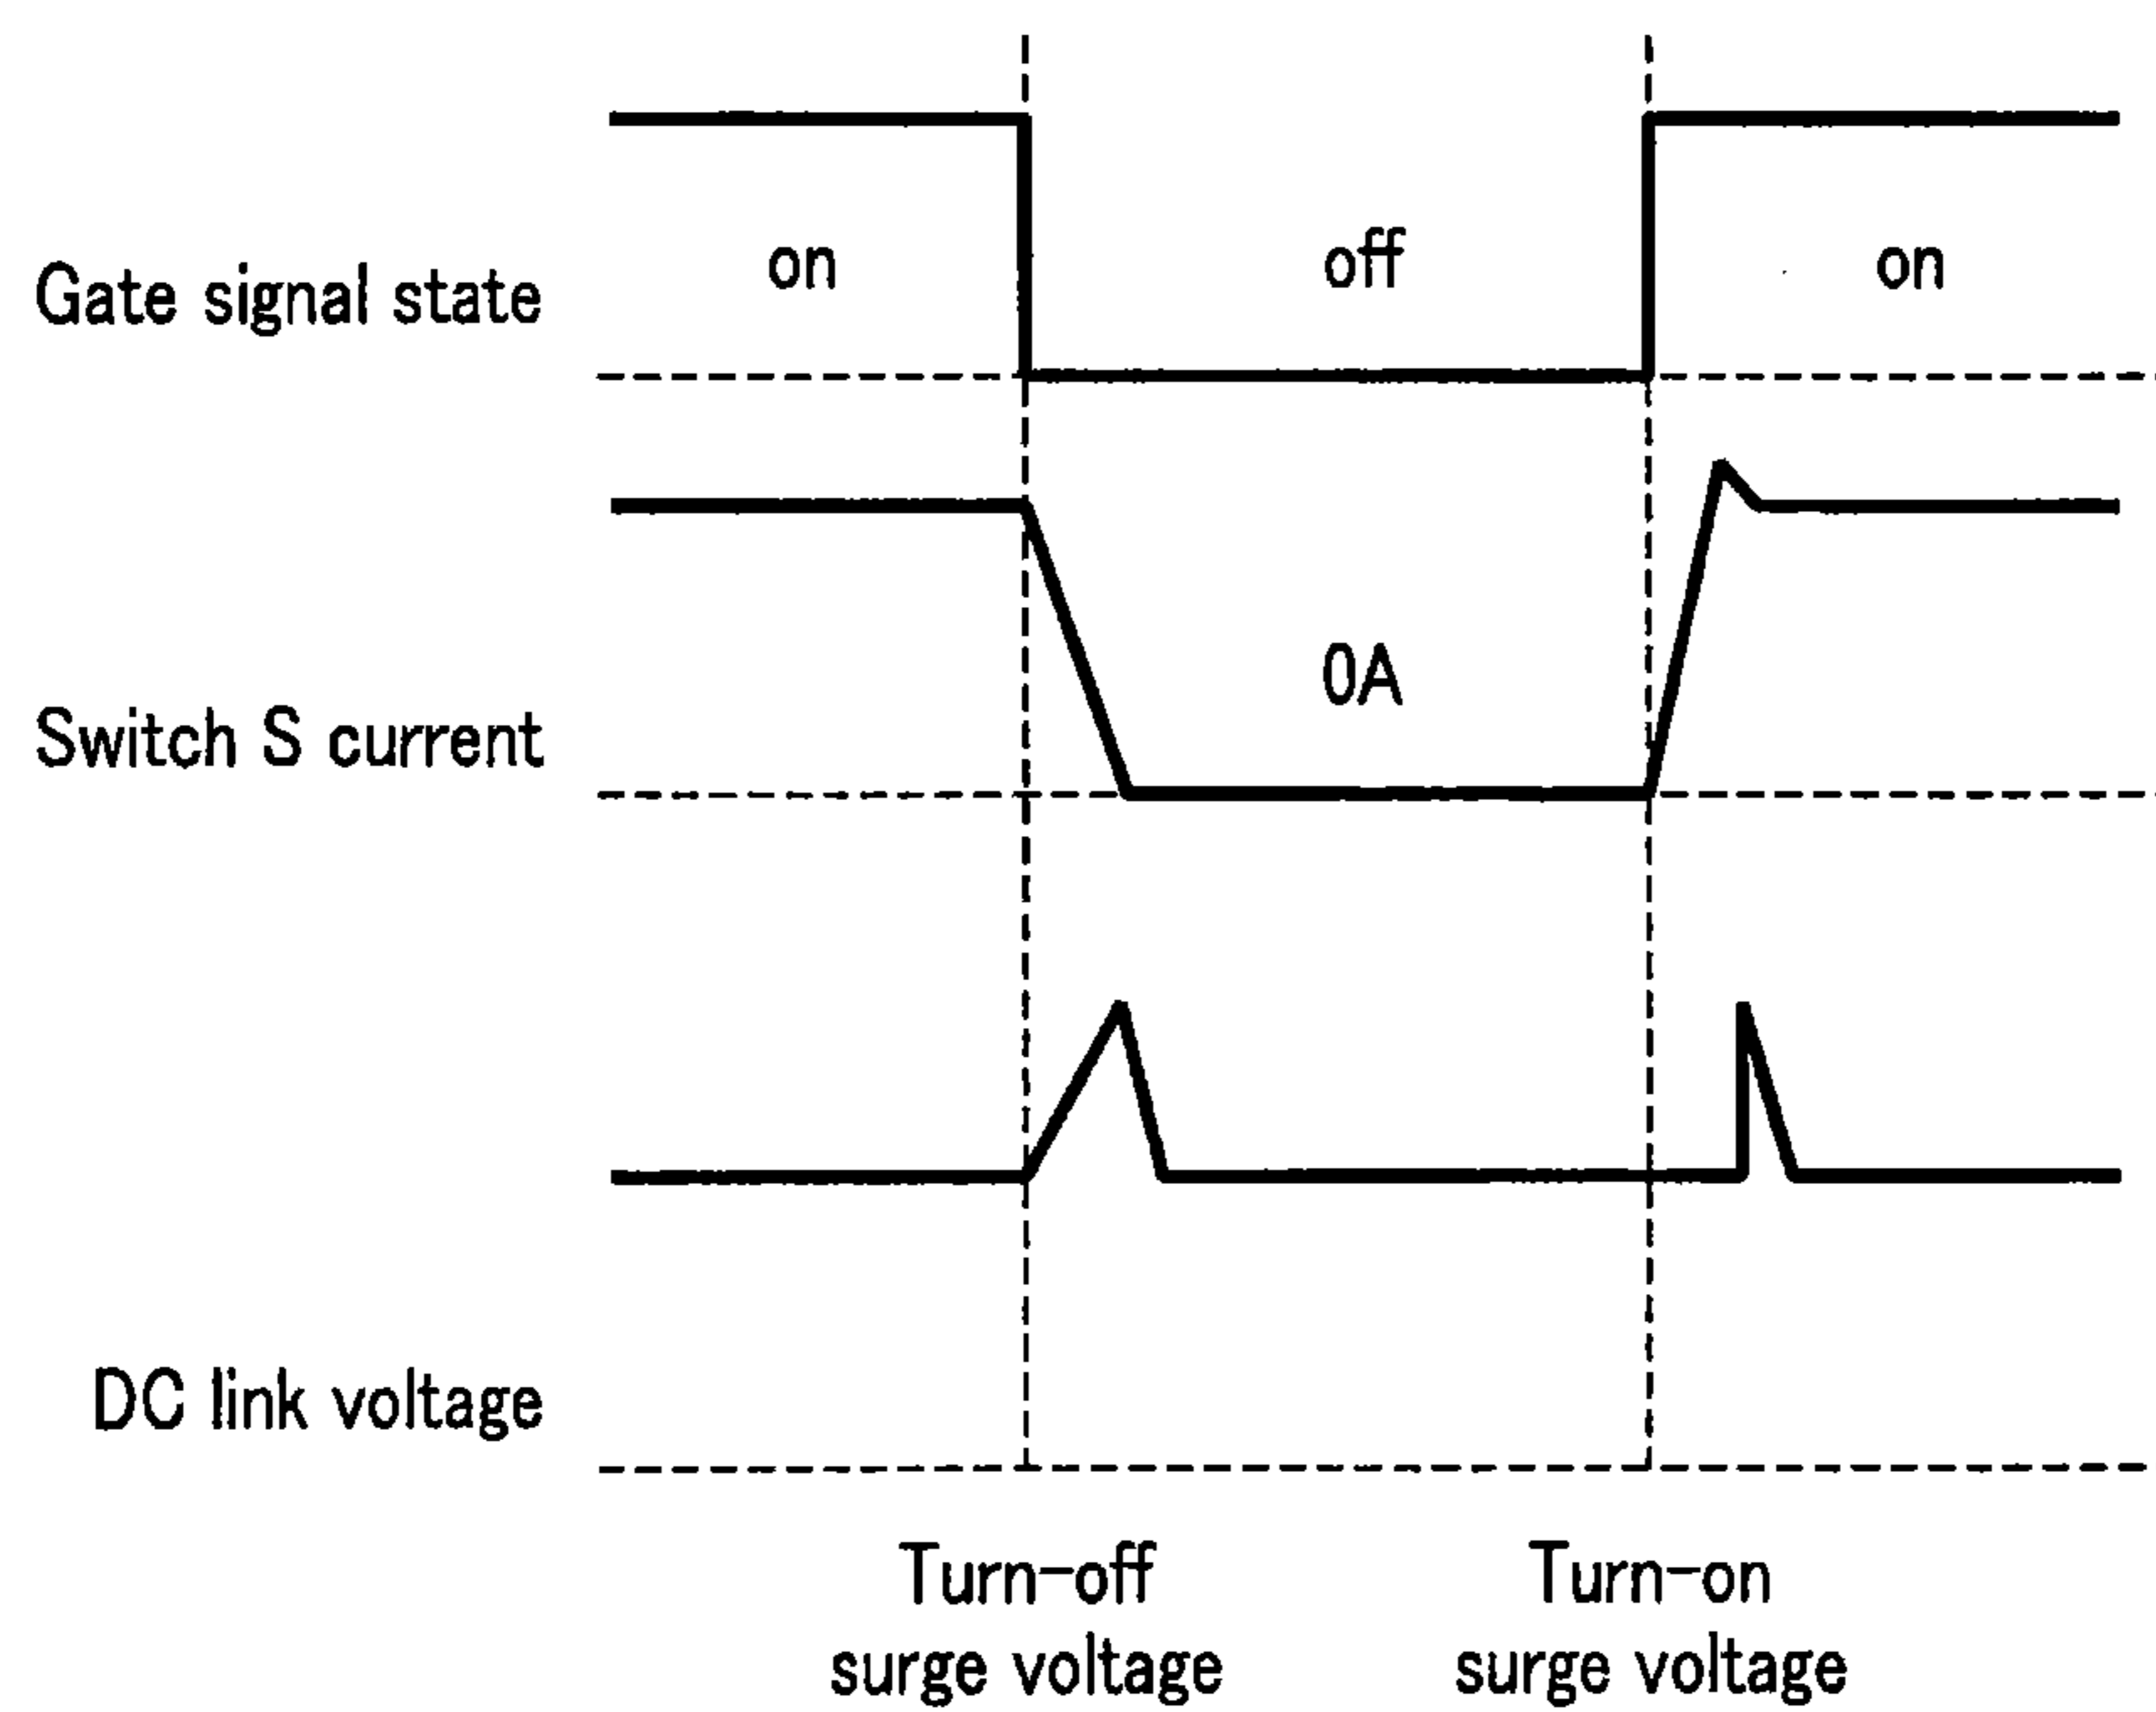 on
off
on
Gate signal state
0A
Switch S current
DC link voltage
Turn-off
surge voltage
Turn-on
surge voltage